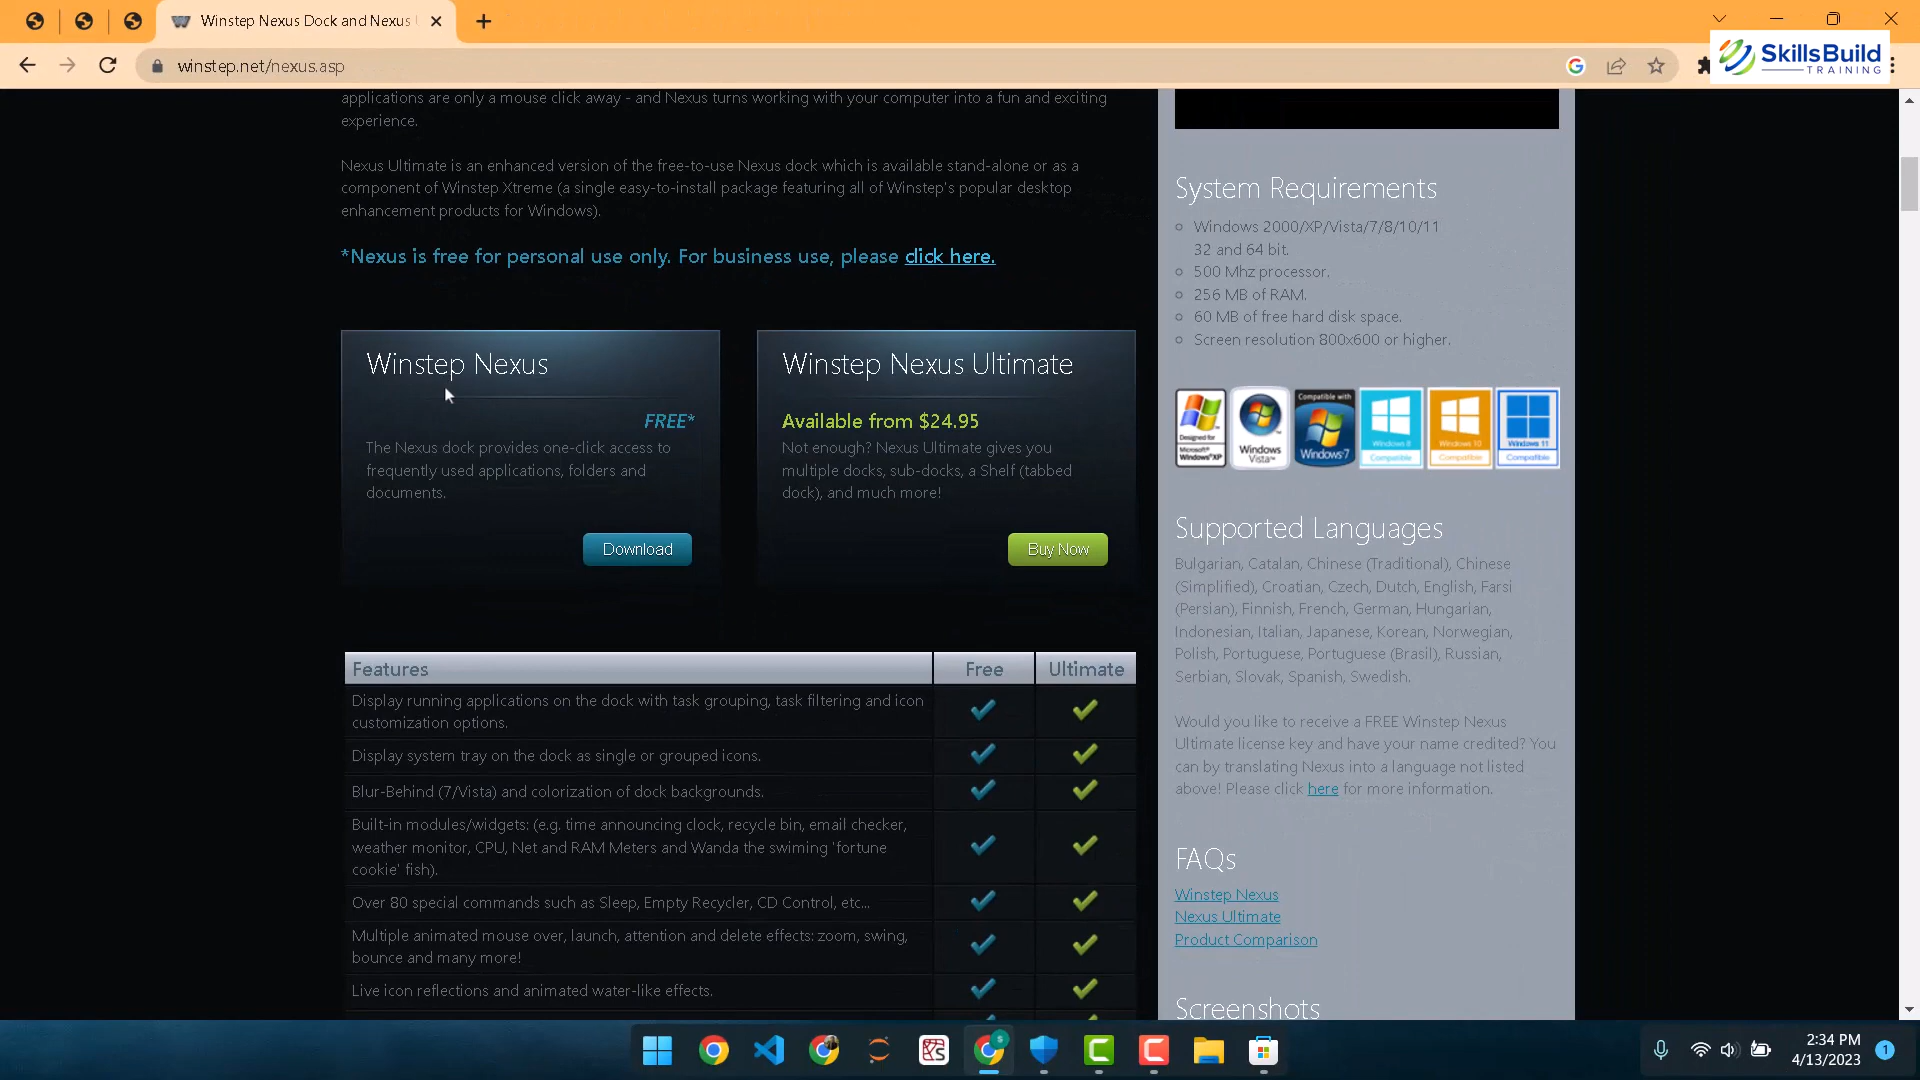 Winstep Nexus Dock and Nexus
winstep.net/nexus.asp
SkillsBuild
TRAINING
applications are only a mouse click away - and Nexus turns working with your computer into a fun and exciting
experience.
Nexus Ultimate is an enhanced version of the free-to-use Nexus dock which is available stand-alone or as a
component of Winstep Xtreme (a single easy-to-install package featuring all of Winstep's popular desktop
enhancement products for Windows).
*Nexus is free for personal use only. For business use, please click here.
Winstep Nexus
FREE*
The Nexus dock provides one-click access to
frequently used applications, folders and
documents.
Download
Winstep Nexus Ultimate
Available from $24.95
Not enough? Nexus Ultimate gives you
multiple docks, sub-docks, a Shelf (tabbed
dock), and much more!
Buy Now
Features Free Ultimate
Display running applications on the dock with task grouping, task filtering and icon
customization options.
Display system tray on the dock as single or grouped icons.
Blur-Behind (7/Vista) and colorization of dock backgrounds.
Built-in modules/widgets: (e.g. time announcing clock, recycle bin, email checker,
weather monitor, CPU, Net and RAM Meters and Wanda the swiming 'fortune
cookie' fish).
Over 80 special commands such as Sleep, Empty Recycler, CD Control, etc...
Multiple animated mouse over, launch, attention and delete effects: zoom, swing,
bounce and many more!
Live icon reflections and animated water-like effects.
System Requirements
Windows 2000/XP/Vista/7/8/10/11
32 and 64 bit.
500 Mhz processor.
256 MB of RAM.
60 MB of free hard disk space.
Screen resolution 800x600 or higher.
Designed for
Windows XP
Windows
Vista
Compatible with
Windows 7
Windows 8
Compatible
Windows 10
Compatible
Windows 11
Compatible
Supported Languages
Bulgarian, Catalan, Chinese (Traditional), Chinese
(Simplified), Croatian, Czech, Dutch, English, Farsi
(Persian), Finnish, French, German, Hungarian,
Indonesian, Italian, Japanese, Korean, Norwegian,
Polish, Portuguese, Portuguese (Brasil), Russian,
Serbian, Slovak, Spanish, Swedish.
Would you like to receive a FREE Winstep Nexus
Ultimate license key and have your name credited? You
can by translating Nexus into a language not listed
above! Please click here for more information.
FAQs
Winstep Nexus
Nexus Ultimate
Product Comparison
Screenshots
2:34 PM
4/13/2023
1